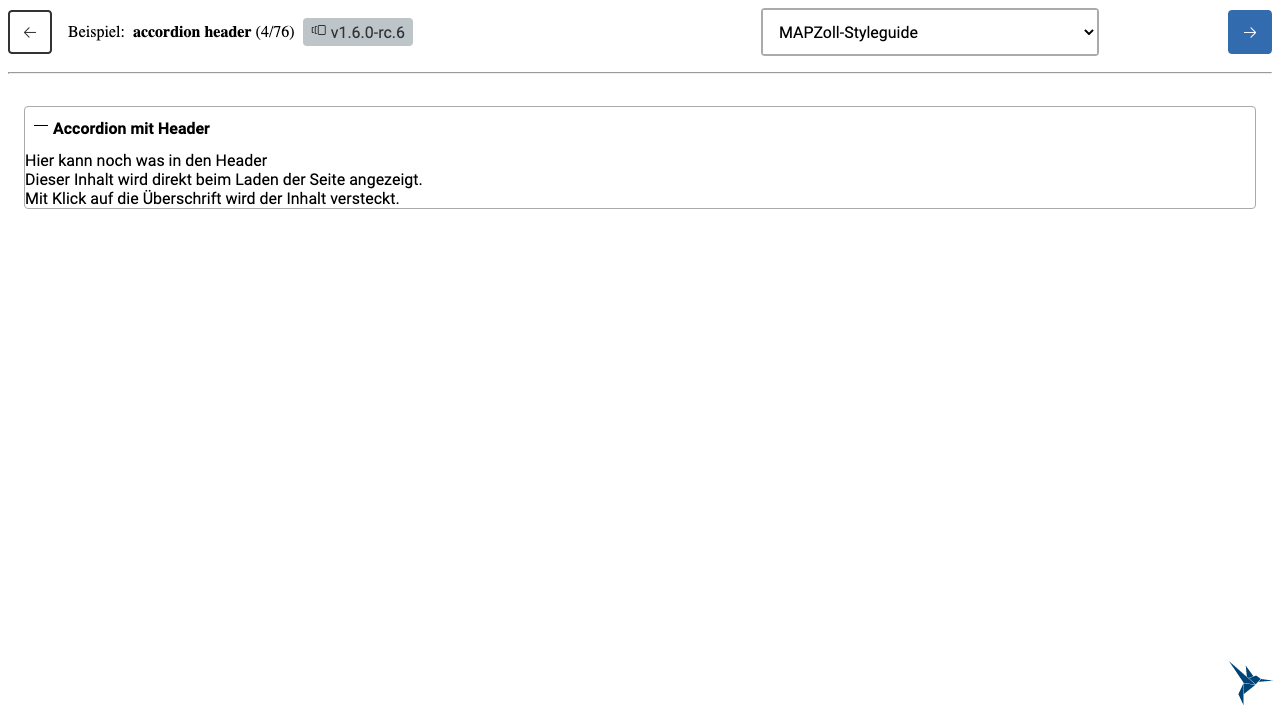 Beispiel: accordion header (4/76) v1.6.0-rc.6 MAPZoll-Styleguide
Accordion mit Header
Hier kann noch was in den Header
Dieser Inhalt wird direkt beim Laden der Seite angezeigt.
Mit Klick auf die Überschrift wird der Inhalt versteckt.